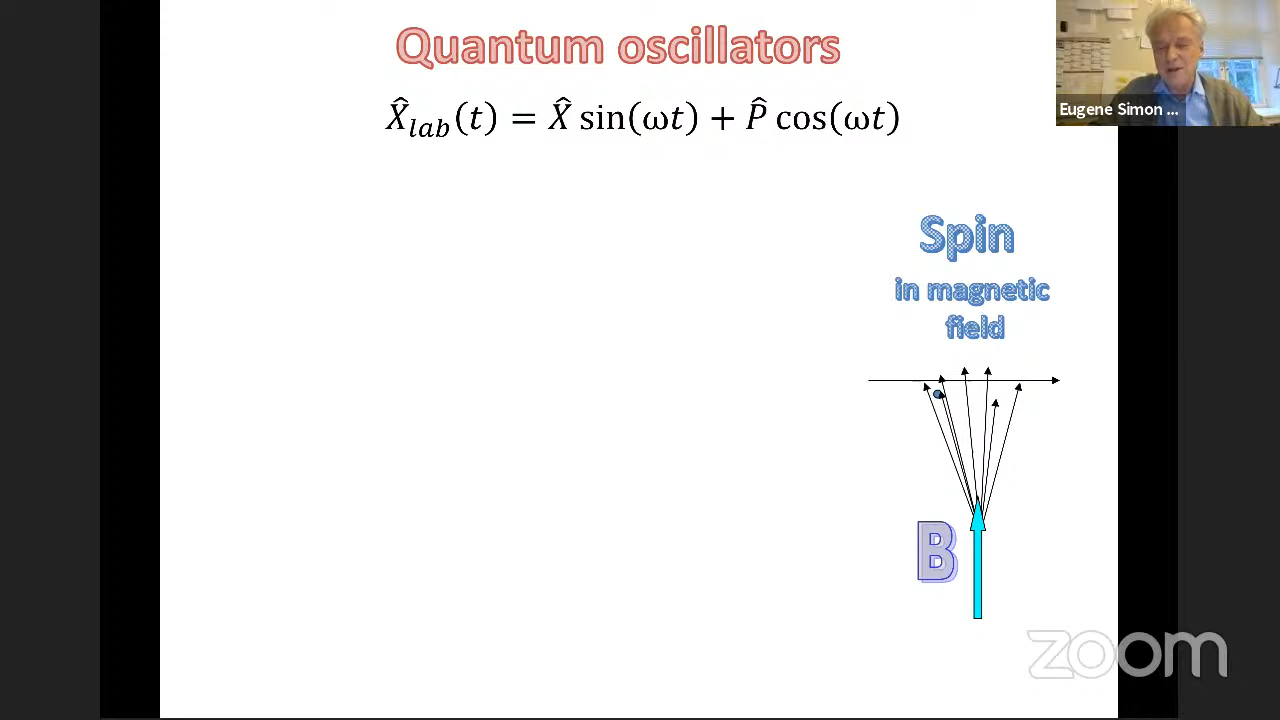 Quantum oscillators
X̂_lab(t) = X̂ sin(ωt) + P̂ cos(ωt)
Eugene Simon ...
Spin
in magnetic
field
B
zoom